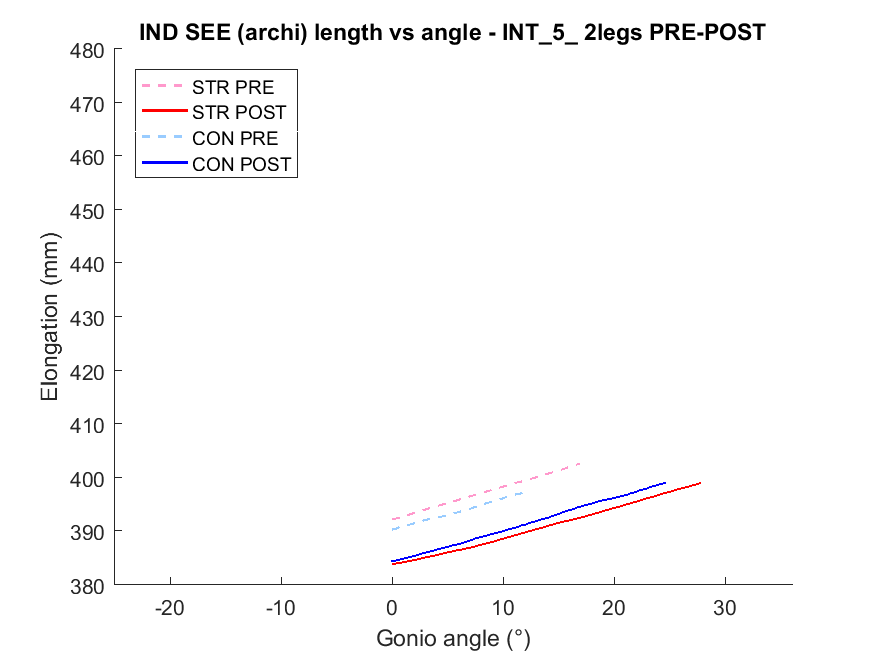 IND SEE (archi) length vs angle - INT_5_ 2legs PRE-POST
480
470
460
450
440
430
420
410
400
390
380
Elongation (mm)
STR PRE
STR POST
CON PRE
CON POST
-20 -10 0 10 20 30
Gonio angle (°)